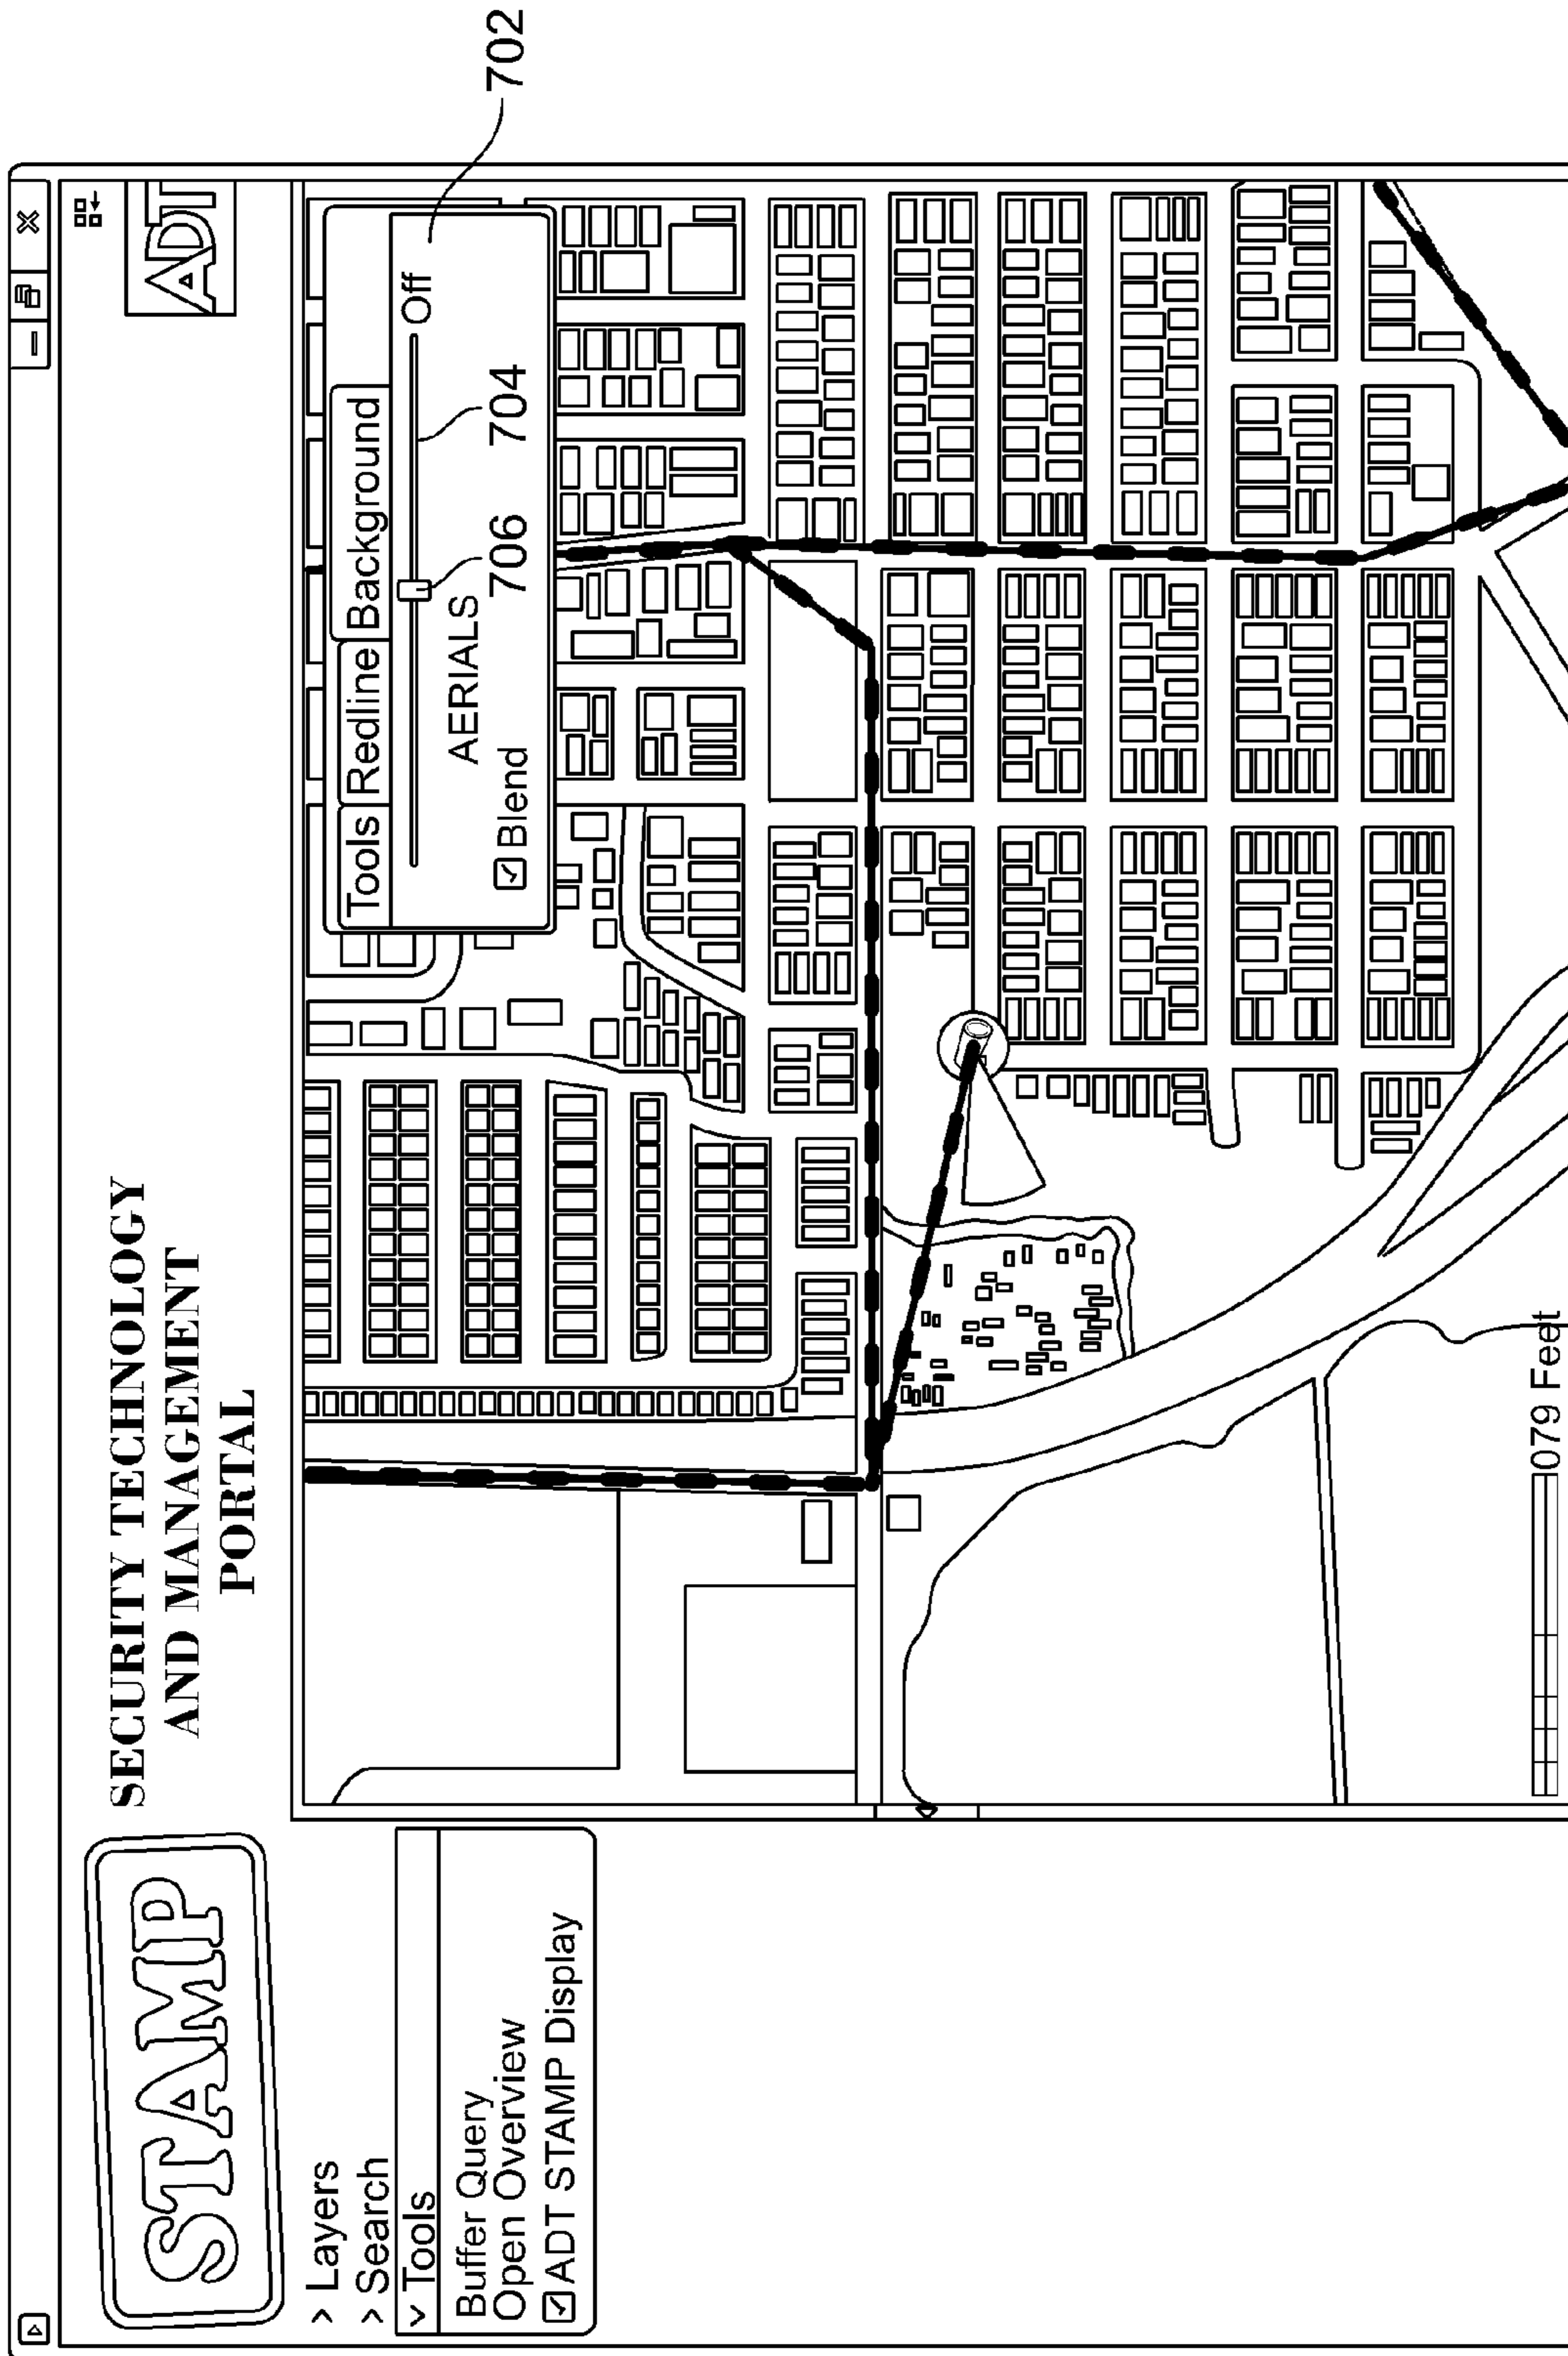 STAMP
SECURITY TECHNOLOGY
AND MANAGEMENT
PORTAL
ADT
> Layers
> Search
v Tools
Buffer Query
Open Overview
ADT STAMP Display
Tools Redline Background
Off
AERIALS
Blend
706 704
702
079 Feet